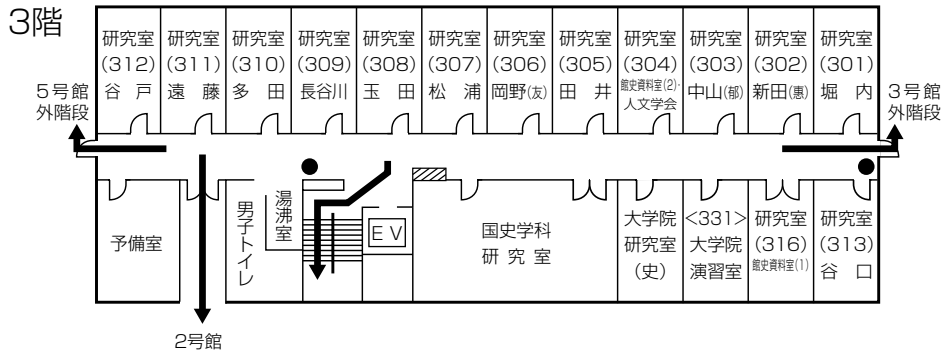 3階
研究室
(312)
谷 戸
研究室
(311)
遠 藤
研究室
(310)
多 田
研究室
(309)
長谷川
研究室
(308)
玉 田
研究室
(307)
松 浦
研究室
(306)
岡野(友)
研究室
(305)
田 井
研究室
(304)
館史資料室(2)・
人文学会
研究室
(303)
中山(郁)
研究室
(302)
新田(惠)
研究室
(301)
堀 内
5号館
外階段
3号館
外階段
予備室
男子トイレ
湯沸室
EV
国史学科
研 究 室
大学院
研究室
(史)
<331>
大学院
演習室
研究室
(316)
館史資料室(1)
研究室
(313)
谷 口
2号館